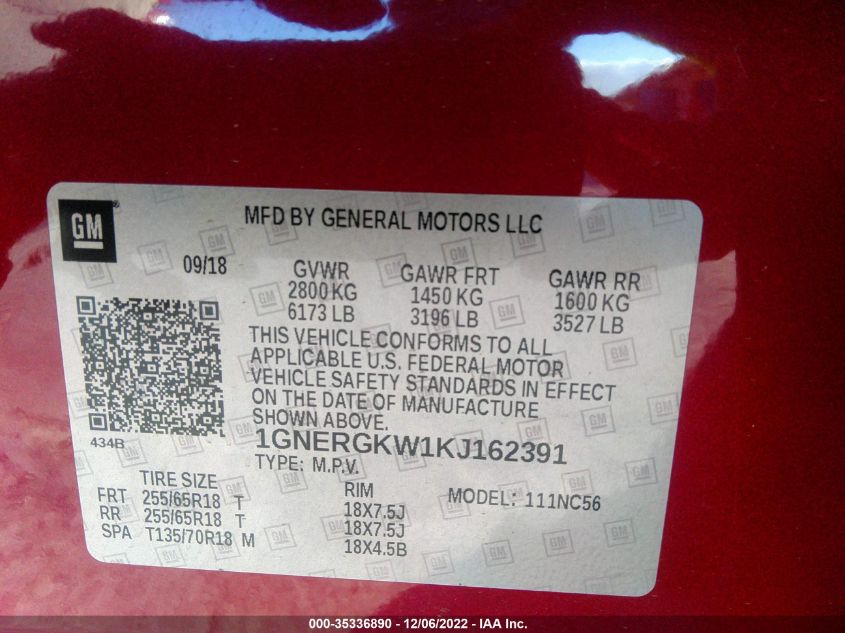 GM
MFD BY GENERAL MOTORS LLC
09/18 GVWR GAWR FRT GAWR RR
2800 KG 1450 KG 1600 KG
6173 LB 3196 LB 3527 LB
THIS VEHICLE CONFORMS TO ALL
APPLICABLE U.S. FEDERAL MOTOR
VEHICLE SAFETY STANDARDS IN EFFECT
ON THE DATE OF MANUFACTURE
SHOWN ABOVE.
434B
1GNERGKW1KJ162391
TYPE: M.P.V.
TIRE SIZE RIM MODEL: 111NC56
FRT 255/65R18 T 18X7.5J
RR 255/65R18 T 18X7.5J
SPA T135/70R18 M 18X4.5B
000-35336890 - 12/06/2022 - IAA Inc.